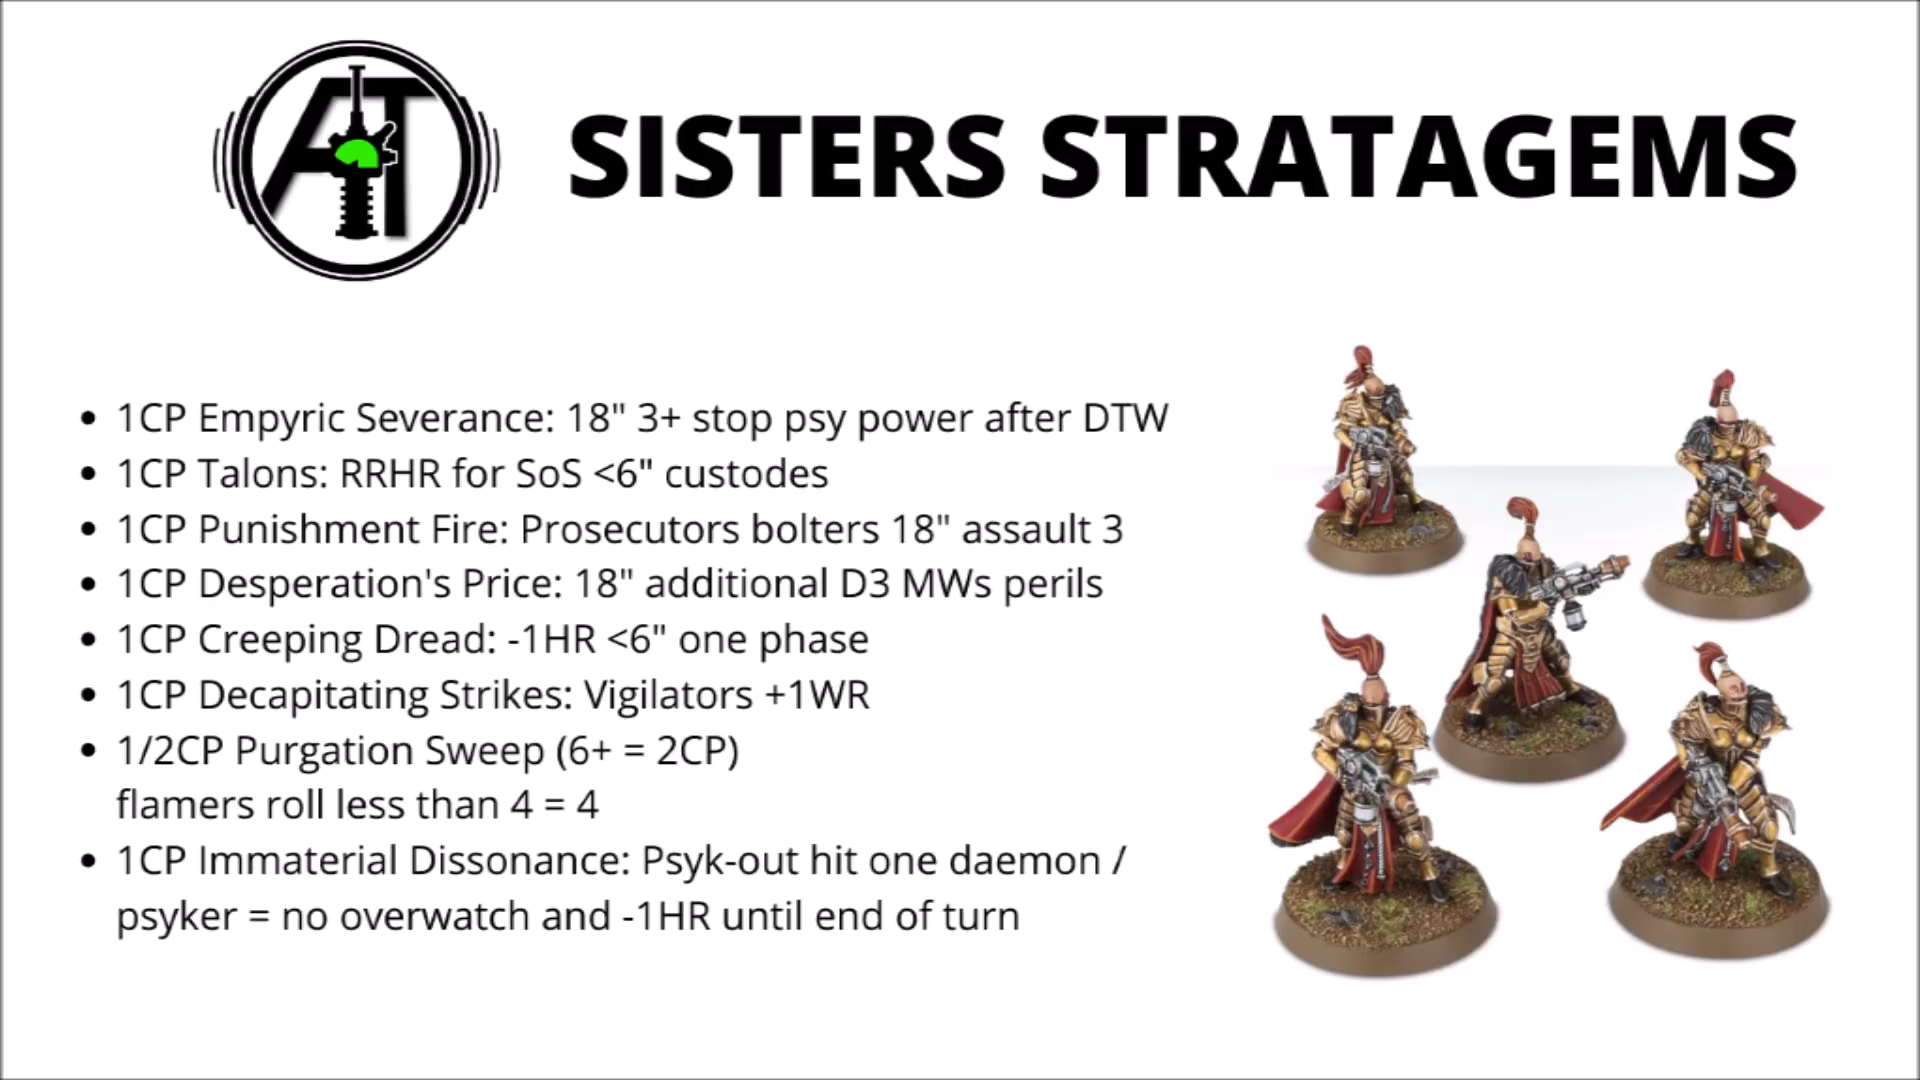 AT
SISTERS STRATAGEMS
• 1CP Empyric Severance: 18" 3+ stop psy power after DTW
• 1CP Talons: RRHR for SoS <6" custodes
• 1CP Punishment Fire: Prosecutors bolters 18" assault 3
• 1CP Desperation's Price: 18" additional D3 MWs perils
• 1CP Creeping Dread: -1HR <6" one phase
• 1CP Decapitating Strikes: Vigilators +1WR
• 1/2CP Purgation Sweep (6+ = 2CP)
flamers roll less than 4 = 4
• 1CP Immaterial Dissonance: Psyk-out hit one daemon /
psyker = no overwatch and -1HR until end of turn